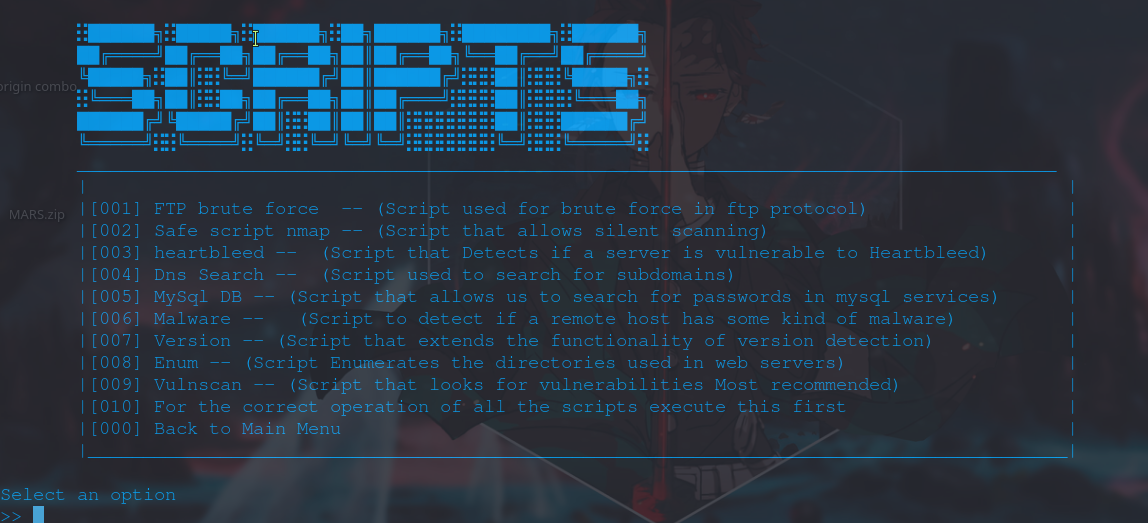 SCRIPTS
origin combo
MARS.zip
[001] FTP brute force  -- (Script used for brute force in ftp protocol)
[002] Safe script nmap -- (Script that allows silent scanning)
[003] heartbleed --  (Script that Detects if a server is vulnerable to Heartbleed)
[004] Dns Search --  (Script used to search for subdomains)
[005] MySql DB -- (Script that allows us to search for passwords in mysql services)
[006] Malware --   (Script to detect if a remote host has some kind of malware)
[007] Version -- (Script that extends the functionality of version detection)
[008] Enum -- (Script Enumerates the directories used in web servers)
[009] Vulnscan -- (Script that looks for vulnerabilities Most recommended)
[010] For the correct operation of all the scripts execute this first
[000] Back to Main Menu
Select an option
>>